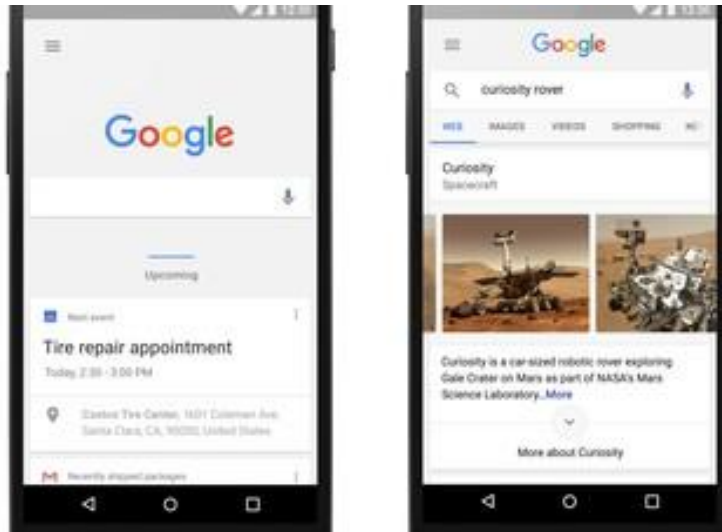 Google
Upcoming
Next event
Tire repair appointment
Today, 2:30 - 3:00 PM
Costco Tire Center, 1601 Coleman Ave
Santa Clara, CA, 95050, United States
Recently shipped packages
Google
curiosity rover
WEB IMAGES VIDEOS SHOPPING
Curiosity
Spacecraft
Curiosity is a car-sized robotic rover exploring
Gale Crater on Mars as part of NASA's Mars
Science Laboratory...More
More about Curiosity